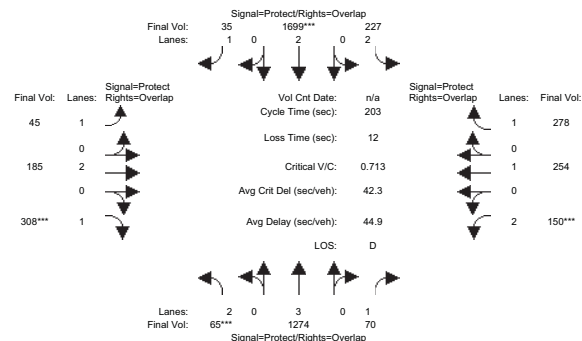 Signal=Protect/Rights=Overlap
Final Vol: 35 1699*** 227
Lanes: 1 0 2 0 2
Signal=Protect
Final Vol: Lanes: Rights=Overlap
Vol Cnt Date: n/a
Signal=Protect
Rights=Overlap Lanes: Final Vol:
Cycle Time (sec): 203
45 1 1 278
Loss Time (sec): 12
0 0
185 2 Critical V/C: 0.713 1 254
0 Avg Crit Del (sec/veh): 42.3 0
308*** 1 Avg Delay (sec/veh): 44.9 2 150***
LOS: D
Lanes: 2 0 3 0 1
Final Vol: 65*** 1274 70
Signal=Protect/Rights=Overlap